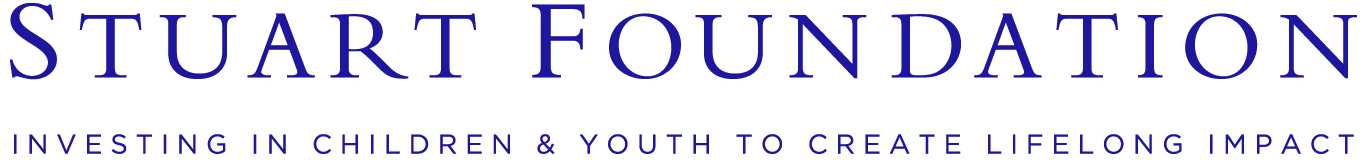 STUART FOUNDATION
INVESTING IN CHILDREN & YOUTH TO CREATE LIFELONG IMPACT